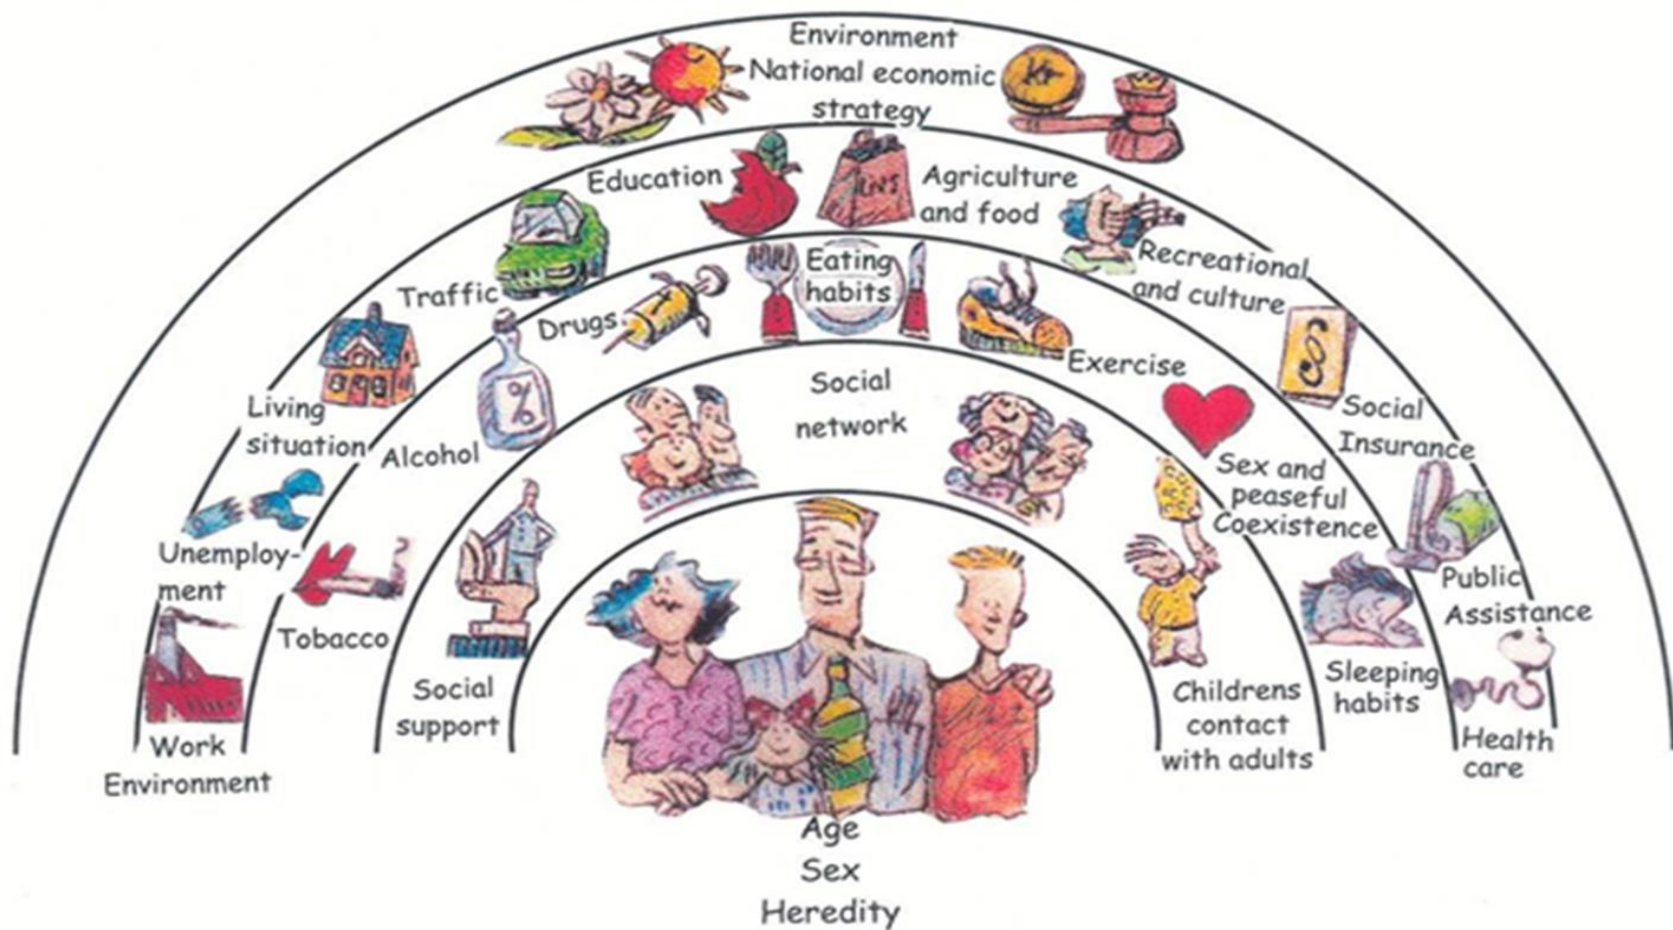 Environment
National economic
strategy
Education
Agriculture
and food
Traffic
Recreational
and culture
Living
situation
Social
Insurance
Unemploy-
ment
Public
Assistance
Work
Environment
Health
care
Eating
habits
Drugs
Exercise
Alcohol
%
Sex and
peaseful
Coexistence
Tobacco
Sleeping
habits
Social
network
Social
support
Childrens
contact
with adults
Age
Sex
Heredity